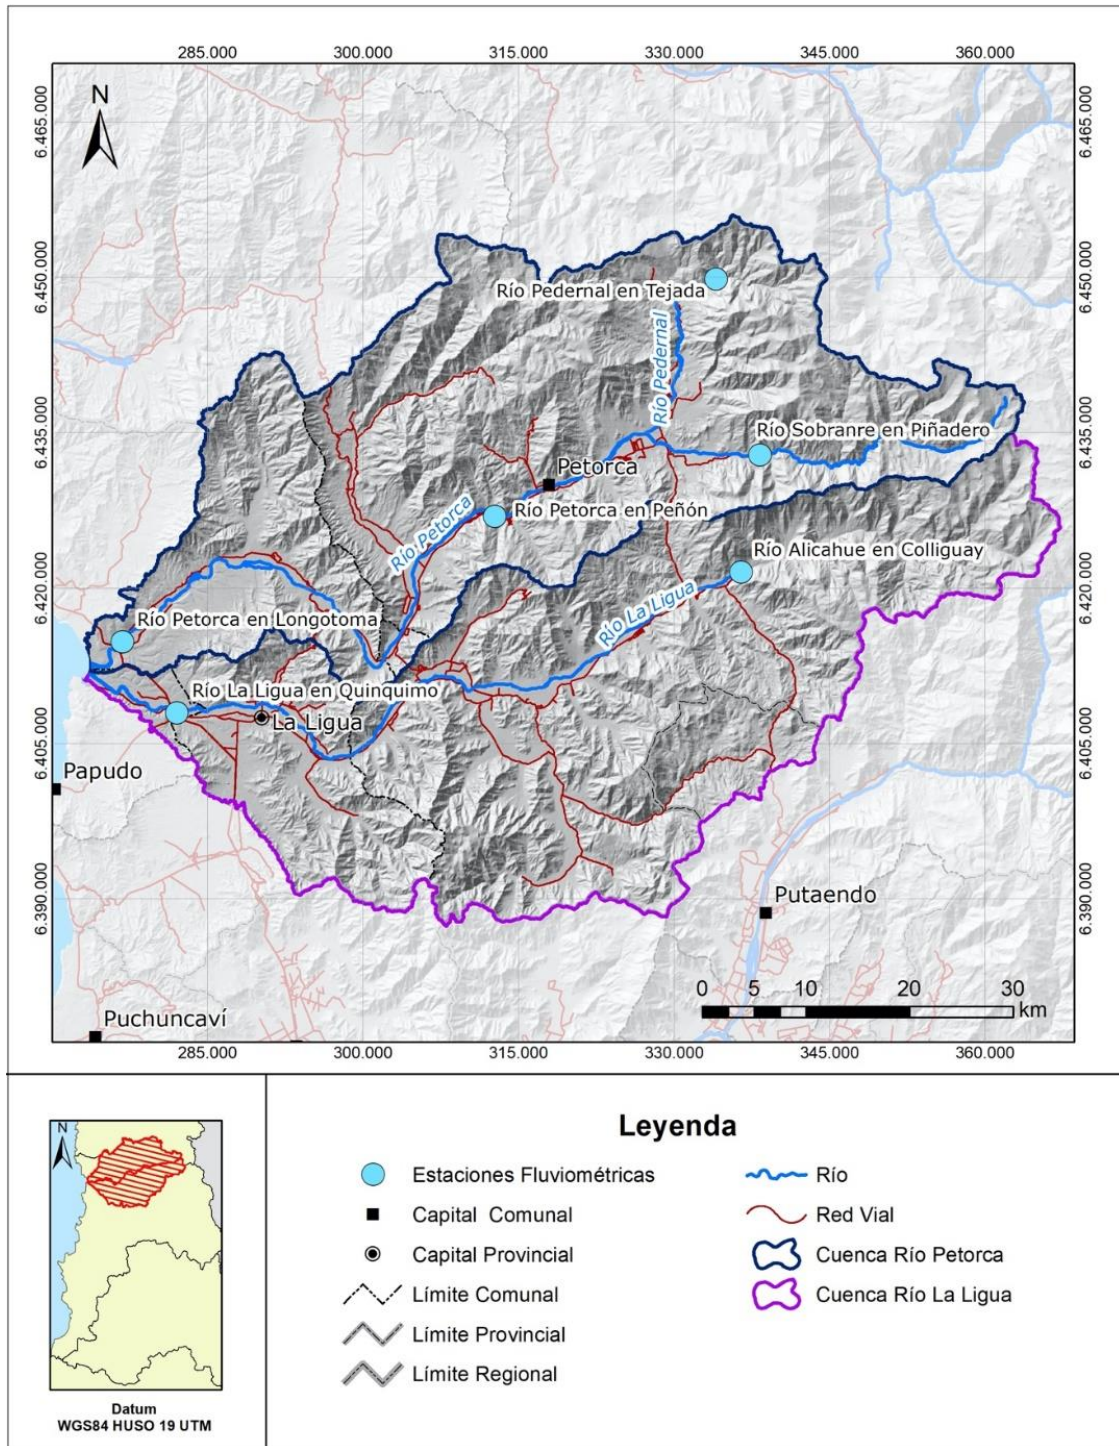 285.000 300.000 315.000 330.000 345.000 360.000
N
6.465.000 6.465.000
6.450.000 6.450.000
Río Pedernal en Tejada
Río Pedernal
6.435.000 6.435.000
Río Sobranre en Piñadero
Petorca
Río Petorca en Peñón
Río Petorca
Río Alicahue en Colliguay
6.420.000 6.420.000
Río La Ligua
Río Petorca en Longotoma
Río La Ligua en Quinquimo
La Ligua
6.405.000 6.405.000
Papudo
6.390.000 6.390.000
Putaendo
0 5 10 20 30
km
Puchuncaví
285.000 300.000 315.000 330.000 345.000 360.000
N
Datum
WGS84 HUSO 19 UTM
Leyenda
Estaciones Fluviométricas
Capital Comunal
Capital Provincial
Límite Comunal
Límite Provincial
Límite Regional
Río
Red Vial
Cuenca Río Petorca
Cuenca Río La Ligua